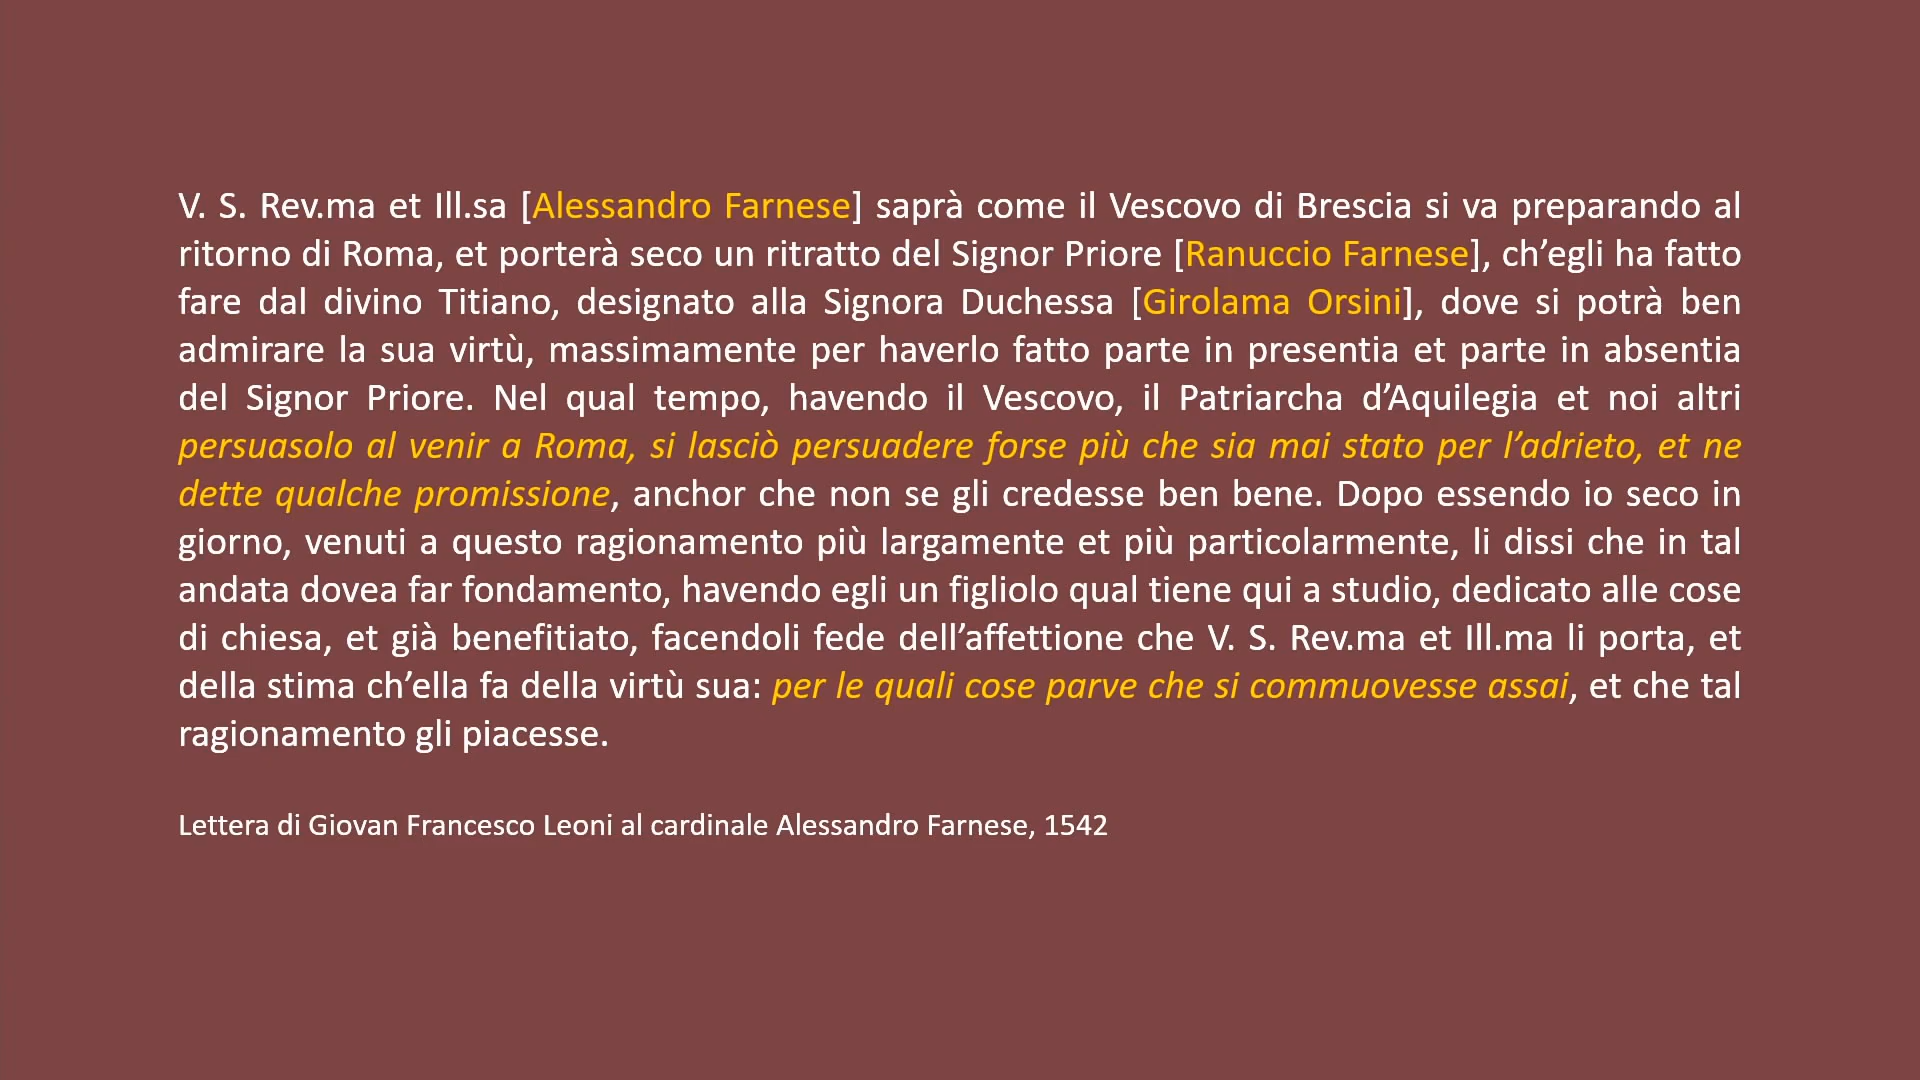 V. S. Rev.ma et Ill.sa [Alessandro Farnese] saprà come il Vescovo di Brescia si va preparando al
ritorno di Roma, et porterà seco un ritratto del Signor Priore [Ranuccio Farnese], ch’egli ha fatto
fare dal divino Titiano, designato alla Signora Duchessa [Girolama Orsini], dove si potrà ben
admirare la sua virtù, massimamente per haverlo fatto parte in presentia et parte in absentia
del Signor Priore. Nel qual tempo, havendo il Vescovo, il Patriarcha d’Aquilegia et noi altri
persuasolo al venir a Roma, si lasciò persuadere forse più che sia mai stato per l’adrieto, et ne
dette qualche promissione, anchor che non se gli credesse ben bene. Dopo essendo io seco in
giorno, venuti a questo ragionamento più largamente et più particolarmente, li dissi che in tal
andata dovea far fondamento, havendo egli un figliolo qual tiene qui a studio, dedicato alle cose
di chiesa, et già benefitiato, facendoli fede dell’affettione che V. S. Rev.ma et Ill.ma li porta, et
della stima ch’ella fa della virtù sua: per le quali cose parve che si commuovesse assai, et che tal
ragionamento gli piacesse.
Lettera di Giovan Francesco Leoni al cardinale Alessandro Farnese, 1542